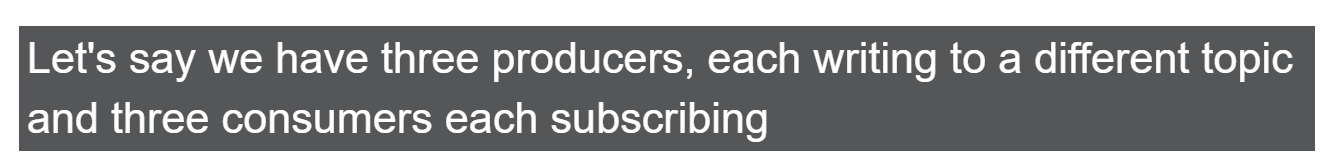 Let's say we have three producers, each writing to a different topic
and three consumers each subscribing